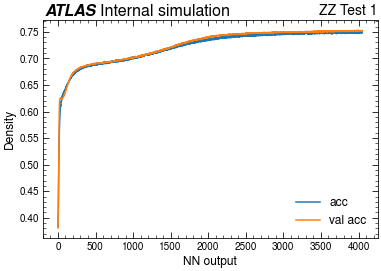 ATLAS Internal simulation
ZZ Test 1
Density
0.75
0.70
0.65
0.60
0.55
0.50
0.45
0.40
acc
val acc
0 500 1000 1500 2000 2500 3000 3500 4000
NN output